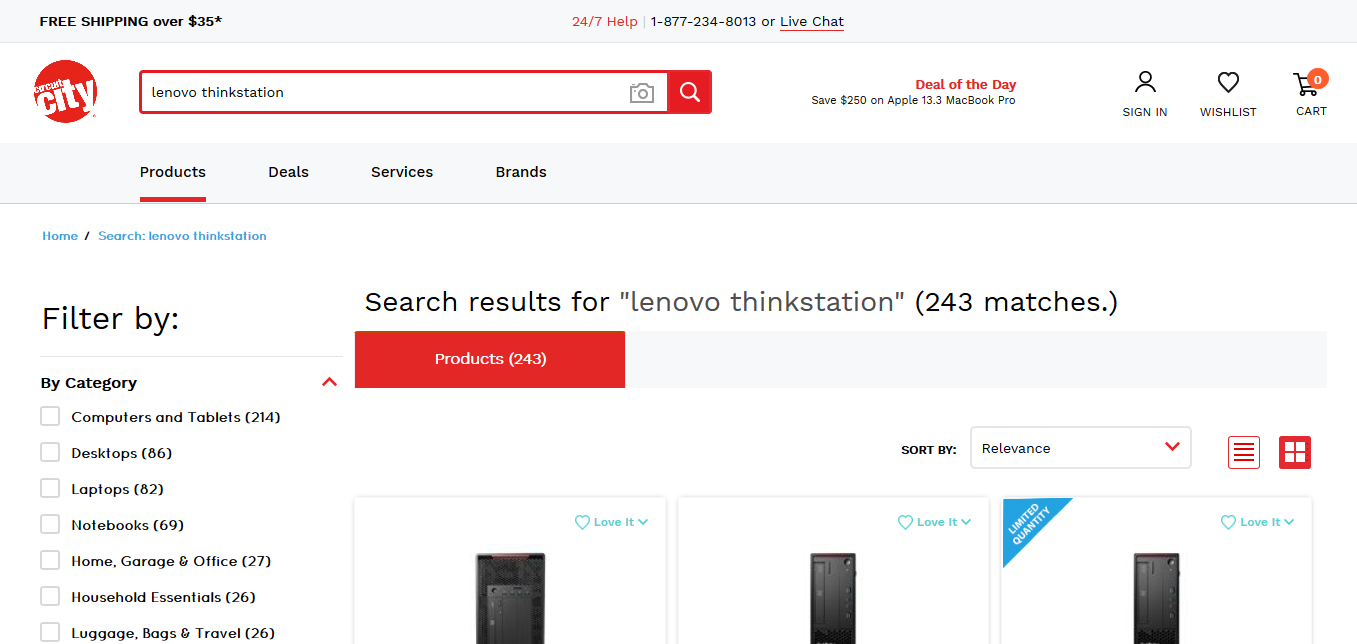 FREE SHIPPING over $35*
24/7 Help | 1-877-234-8013 or Live Chat
circuit city
lenovo thinkstation
Deal of the Day
Save $250 on Apple 13.3 MacBook Pro
SIGN IN
WISHLIST
0
CART
Products
Deals
Services
Brands
Home / Search: lenovo thinkstation
Filter by:
Search results for "lenovo thinkstation" (243 matches.)
Products (243)
By Category
Computers and Tablets (214)
Desktops (86)
Laptops (82)
Notebooks (69)
Home, Garage & Office (27)
Household Essentials (26)
Luggage, Bags & Travel (26)
SORT BY:
Relevance
Love It
Love It
LIMITED
QUANTITY
Love It